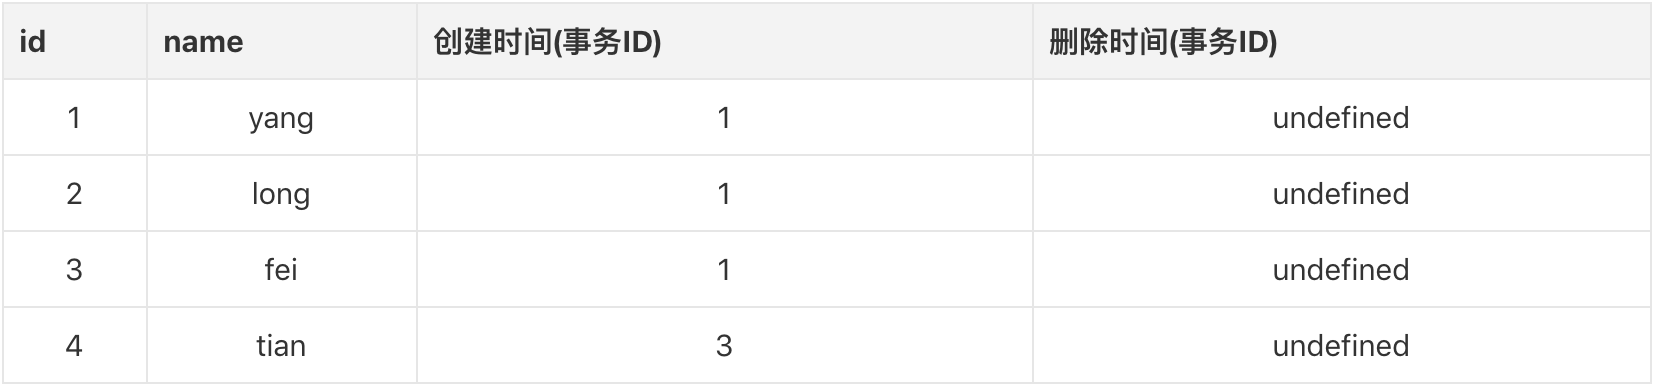 id name 创建时间(事务ID) 删除时间(事务ID)
1 yang 1 undefined
2 long 1 undefined
3 fei 1 undefined
4 tian 3 undefined